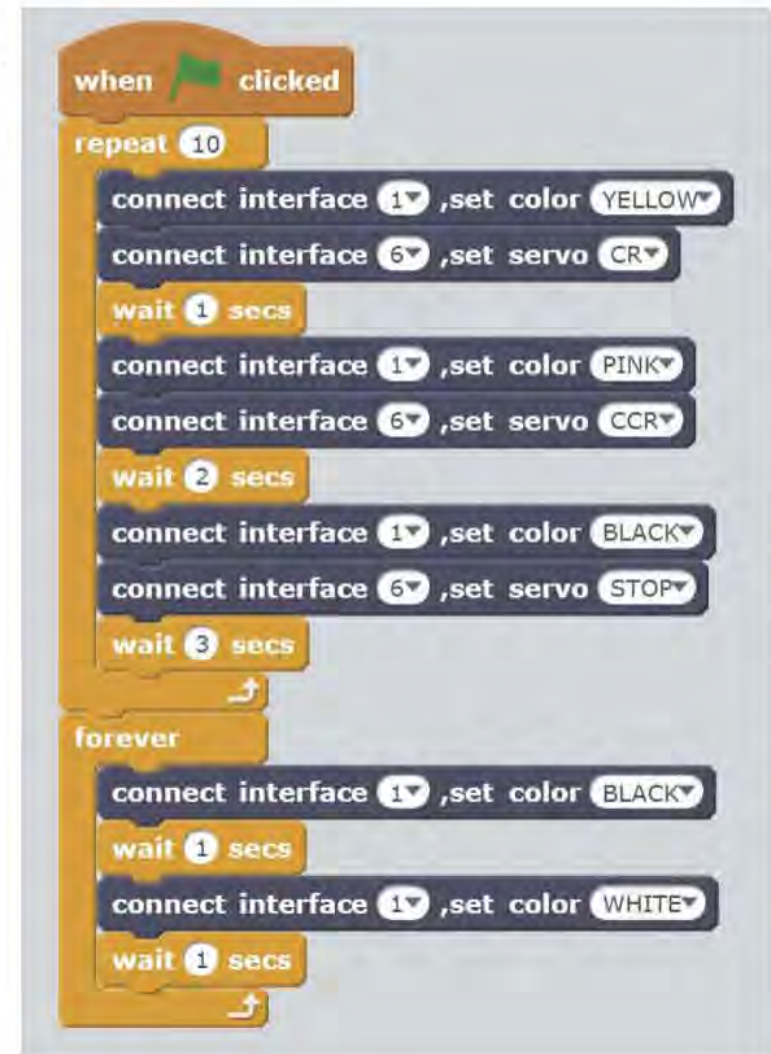 when clicked
repeat 10
connect interface 1 ,set color YELLOW
connect interface 6 ,set servo CR
wait 1 secs
connect interface 1 ,set color PINK
connect interface 6 ,set servo CCR
wait 2 secs
connect interface 1 ,set color BLACK
connect interface 6 ,set servo STOP
wait 3 secs
forever
connect interface 1 ,set color BLACK
wait 1 secs
connect interface 1 ,set color WHITE
wait 1 secs